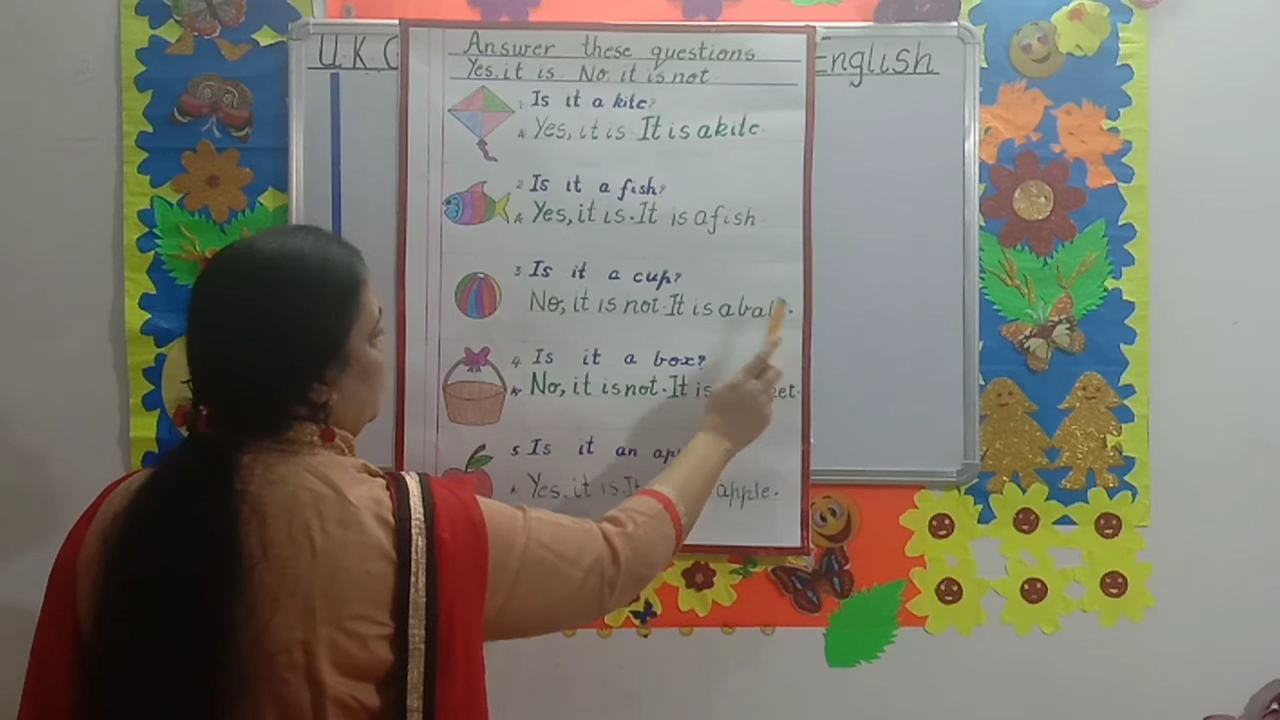 U.K.G
English
Answer these questions
Yes, it is. No, it is not.
1. Is it a kite?
A. Yes, it is. It is a kite.
2. Is it a fish?
A. Yes, it is. It is a fish.
3. Is it a cup?
No, it is not. It is a ball.
4. Is it a box?
A. No, it is not. It is
5. Is it an
A. Yes, it is. It apple.